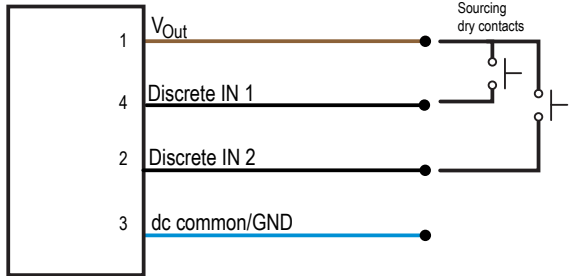 Sourcing
dry contacts
1 VOut
4 Discrete IN 1
2 Discrete IN 2
3 dc common/GND